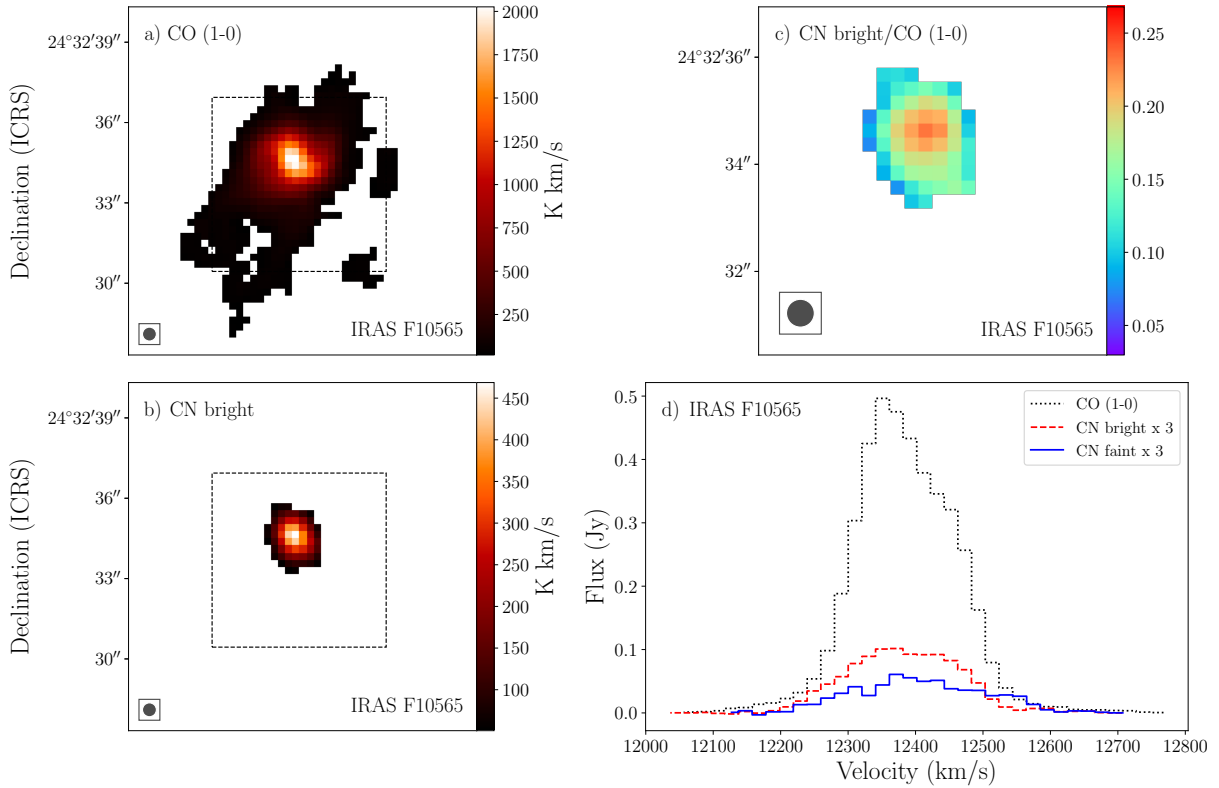 a) CO (1-0)
24°32′39″
36″
33″
30″
Declination (ICRS)
IRAS F10565
2000
1750
1500
1250
1000
750
500
250
K km/s
c) CN bright/CO (1-0)
24°32′36″
34″
32″
IRAS F10565
0.25
0.20
0.15
0.10
0.05
b) CN bright
24°32′39″
36″
33″
30″
Declination (ICRS)
IRAS F10565
450
400
350
300
250
200
150
100
K km/s
d) IRAS F10565
CO (1-0)
CN bright x 3
CN faint x 3
0.5
0.4
0.3
0.2
0.1
0.0
Flux (Jy)
12000 12100 12200 12300 12400 12500 12600 12700 12800
Velocity (km/s)